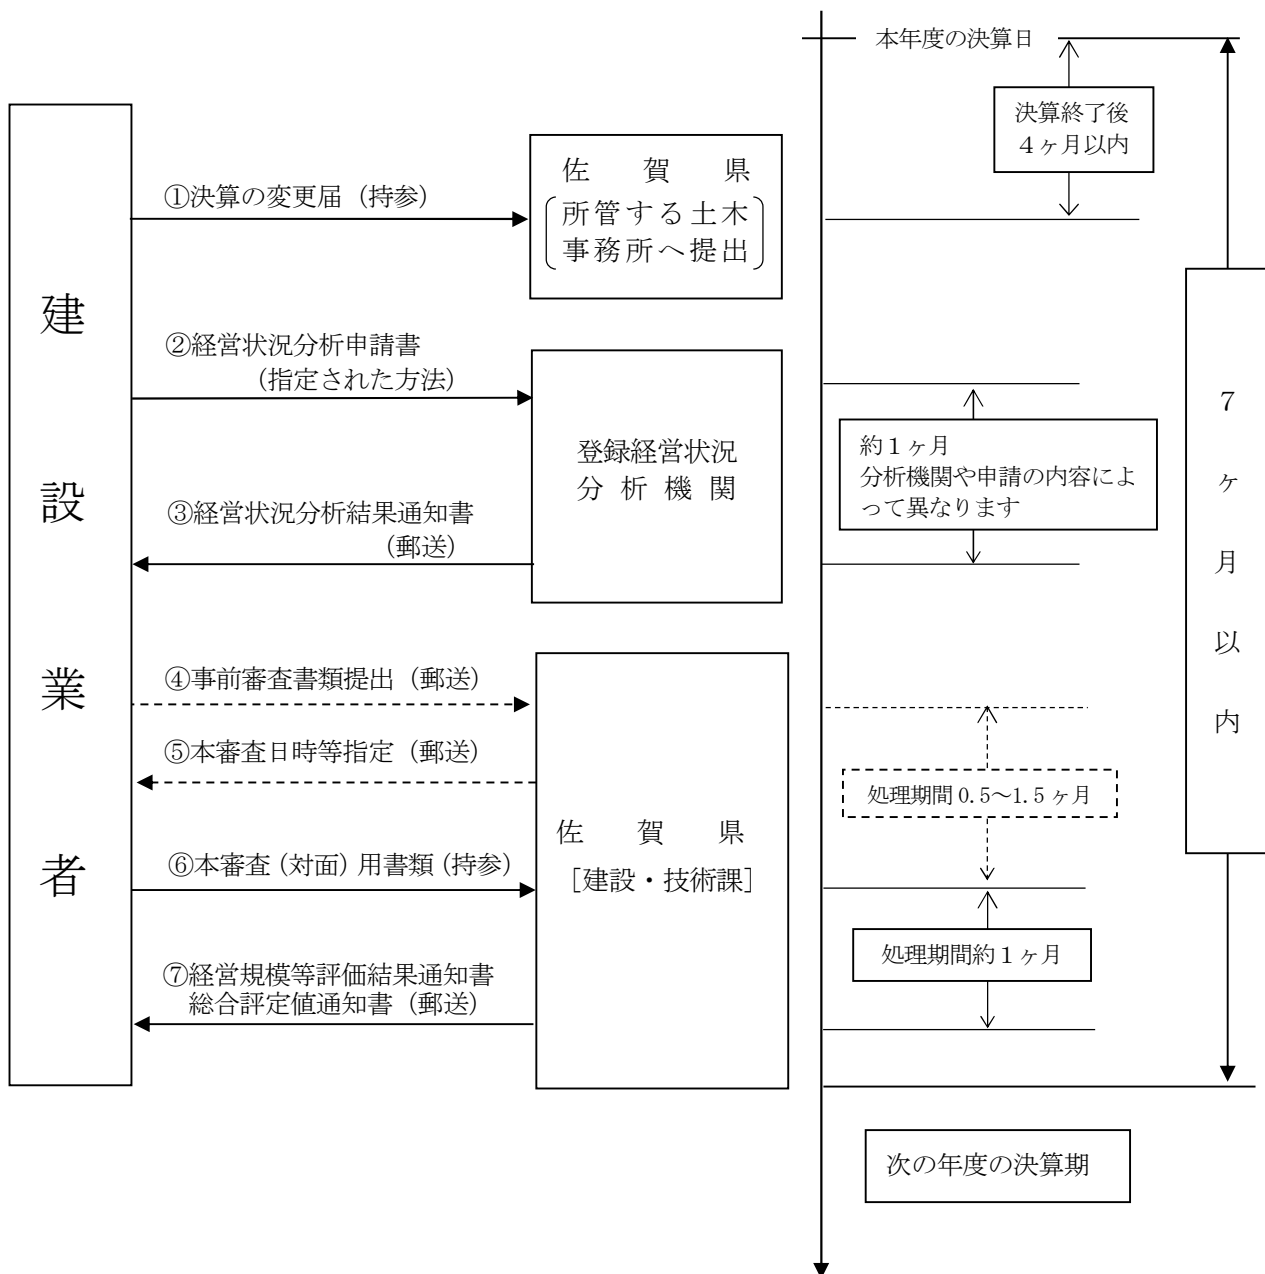 本年度の決算日
決算終了後
４ヶ月以内
佐　賀　県
所管する土木
事務所へ提出
①決算の変更届（持参）
建設業者
②経営状況分析申請書
（指定された方法）
登録経営状況
分析機関
約１ヶ月
分析機関や申請の内容によ
って異なります
③経営状況分析結果通知書
（郵送）
７ヶ月以内
④事前審査書類提出（郵送）
⑤本審査日時等指定（郵送）
処理期間 0.5～1.5 ヶ月
佐　賀　県
［建設・技術課］
⑥本審査（対面）用書類（持参）
処理期間約１ヶ月
⑦経営規模等評価結果通知書
総合評定値通知書（郵送）
次の年度の決算期